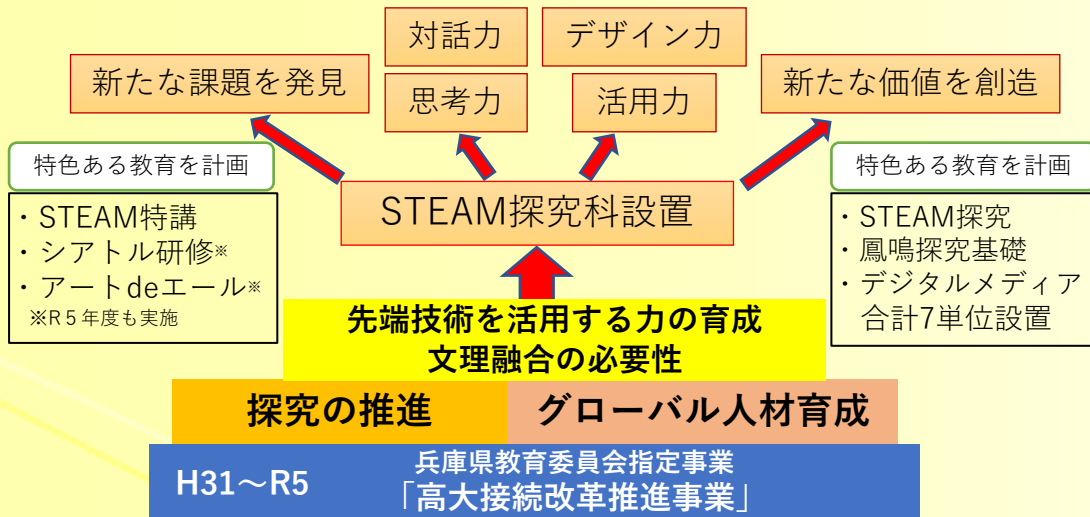 対話力
デザイン力
新たな課題を発見
思考力
活用力
新たな価値を創造
特色ある教育を計画
・STEAM特講
・シアトル研修※
・アートdeエール※
※R５年度も実施
STEAM探究科設置
特色ある教育を計画
・STEAM探究
・鳳鳴探究基礎
・デジタルメディア
合計7単位設置
先端技術を活用する力の育成
文理融合の必要性
探究の推進
グローバル人材育成
H31～R5
兵庫県教育委員会指定事業
「高大接続改革推進事業」